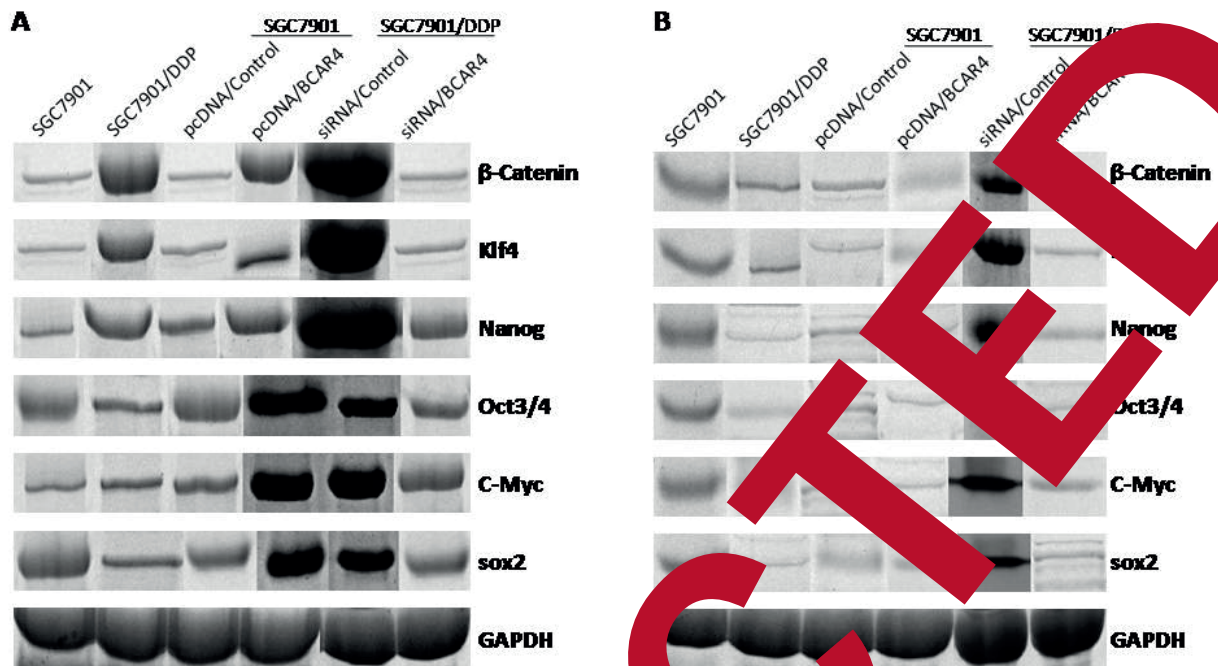 A
SGC7901
SGC7901/DDP
SGC7901
SGC7901/DDP
pcDNA/Control
pcDNA/BCAR4
siRNA/Control
siRNA/BCAR4
β-Catenin
Klf4
Nanog
Oct3/4
C-Myc
sox2
GAPDH
B
SGC7901
SGC7901/DDP
SGC7901
pcDNA/Control
pcDNA/BCAR4
siRNA/Control
β-Catenin
Nanog
Oct3/4
C-Myc
sox2
GAPDH
CTED